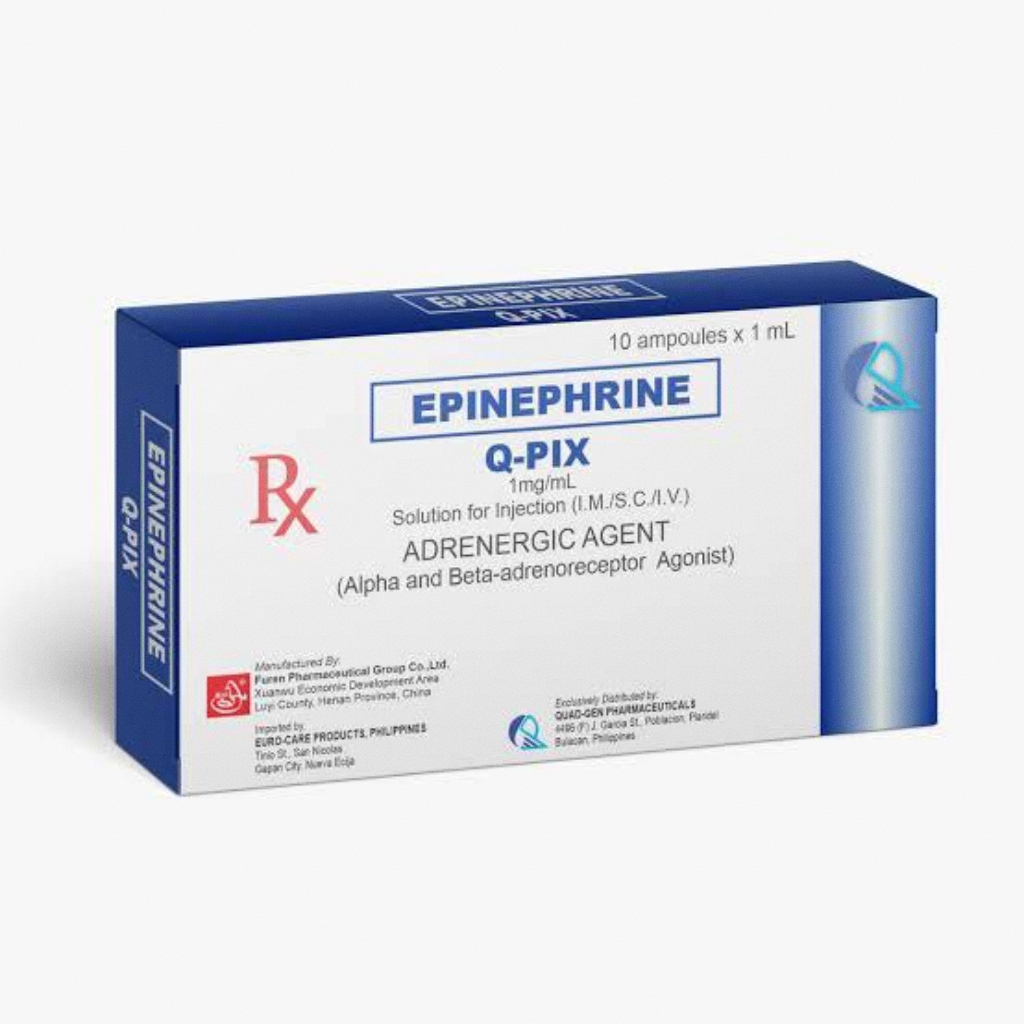 EPINEPHRINE
Q-PIX
10 ampoules x 1 mL
EPINEPHRINE
Q-PIX
1mg/mL
Solution for Injection (I.M./S.C./I.V.)
ADRENERGIC AGENT
(Alpha and Beta-adrenoreceptor Agonist)
Rx
EPINEPHRINE
Q-PIX
Manufactured By:
Furen Pharmaceutical Group Co.,Ltd.
Xuanwu Economic Development Area
Luyi County, Henan Province, China
Imported by:
EURO-CARE PRODUCTS, PHILIPPINES
Tinio St., San Nicolas
Gapan City, Nueva Ecija
Exclusively Distributed by:
QUAD-GEN PHARMACEUTICALS
4495 (F) J. Garcia St., Poblacion, Plaridel
Bulacan, Philippines